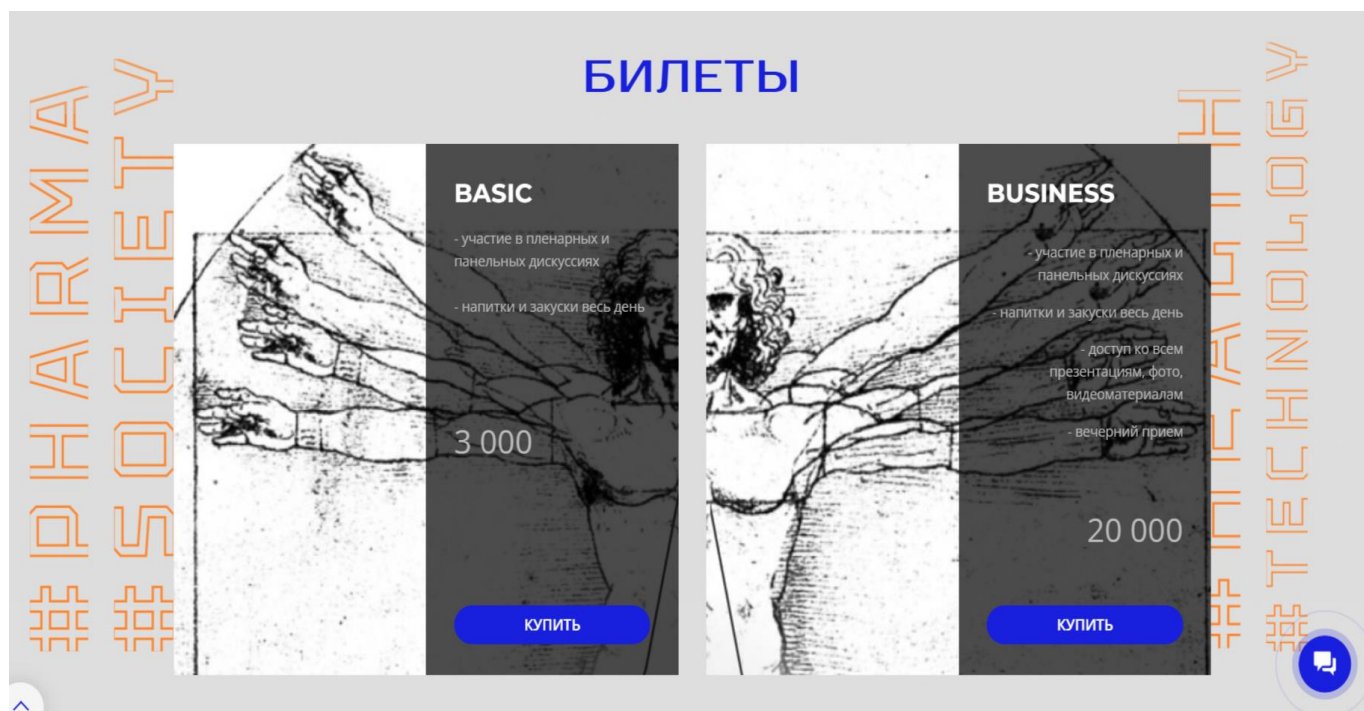 БИЛЕТЫ
#PHARMA
#SOCIETY
BASIC
- участие в пленарных и
панельных дискуссиях
- напитки и закуски весь день
3 000
КУПИТЬ
BUSINESS
- участие в пленарных и
панельных дискуссиях
- напитки и закуски весь день
- доступ ко всем
презентациям, фото,
видеоматериалам
- вечерний прием
20 000
КУПИТЬ
#HEALTH
#TECHNOLOGY